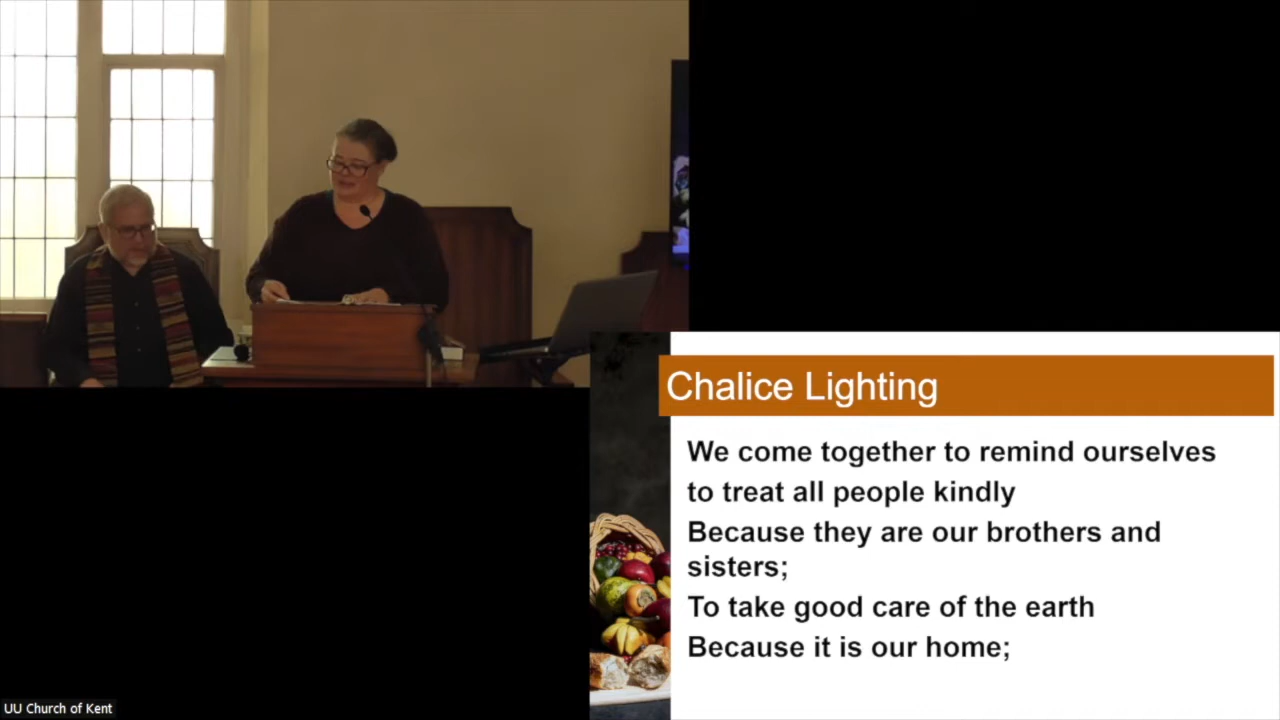 Chalice Lighting
We come together to remind ourselves
to treat all people kindly
Because they are our brothers and
sisters;
To take good care of the earth
Because it is our home;
UU Church of Kent